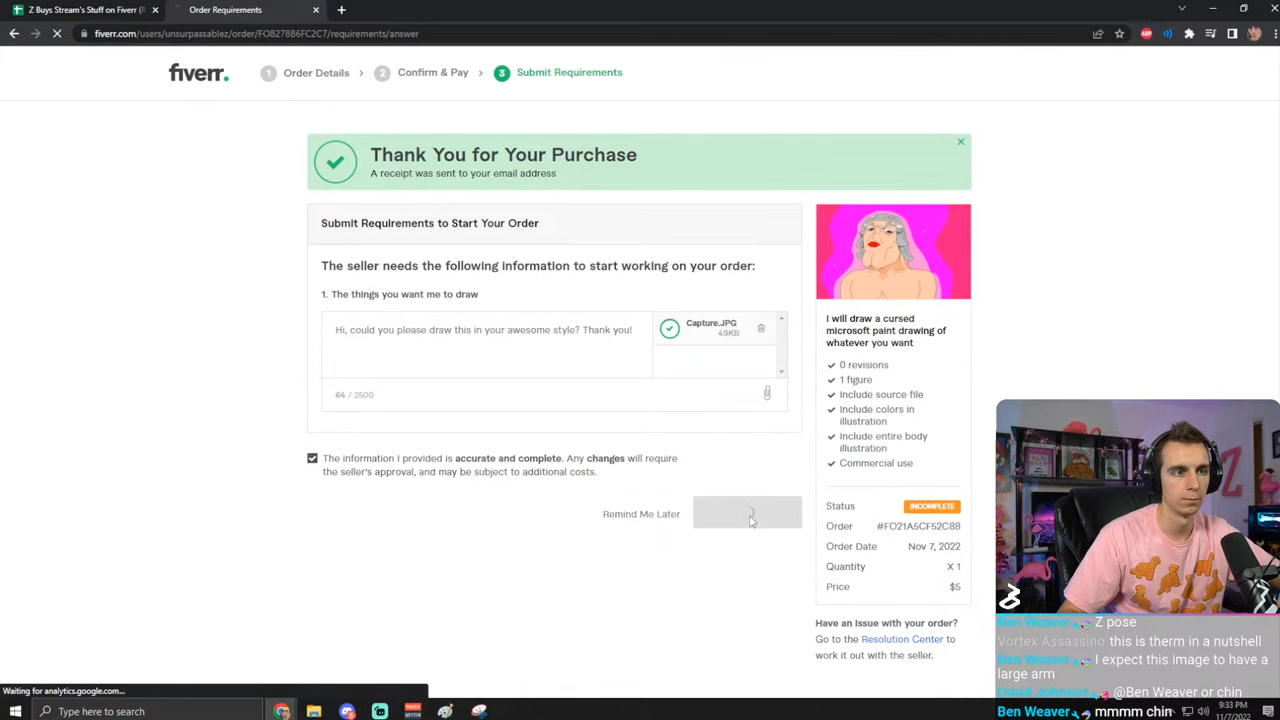 Z Buys Stream's Stuff on Fiverr (
Order Requirements
fiverr.com/users/unsurpassablez/order/FO827886FC2C7/requirements/answer
fiverr.
1 Order Details > 2 Confirm & Pay > 3 Submit Requirements
Thank You for Your Purchase
A receipt was sent to your email address
Submit Requirements to Start Your Order
The seller needs the following information to start working on your order:
1. The things you want me to draw
Hi, could you please draw this in your awesome style? Thank you!
Capture.JPG
49KB
64 / 2500
The information I provided is accurate and complete. Any changes will require
the seller's approval, and may be subject to additional costs.
Remind Me Later
I will draw a cursed
microsoft paint drawing of
whatever you want
0 revisions
1 figure
Include source file
Include colors in
illustration
Include entire body
illustration
Commercial use
Status INCOMPLETE
Order #FO21A5CF52C88
Order Date Nov 7, 2022
Quantity X 1
Price $5
Have an Issue with your order?
Go to the Resolution Center to
work it out with the seller.
Ben Weaver Z pose
Vortex Assassino this is therm in a nutshell
Ben Weaver I expect this image to have a
large arm
David Johnson @Ben Weaver or chin
Ben Weaver mmmm chin
Waiting for analytics.google.com...
Type here to search
9:33 PM
11/7/2022